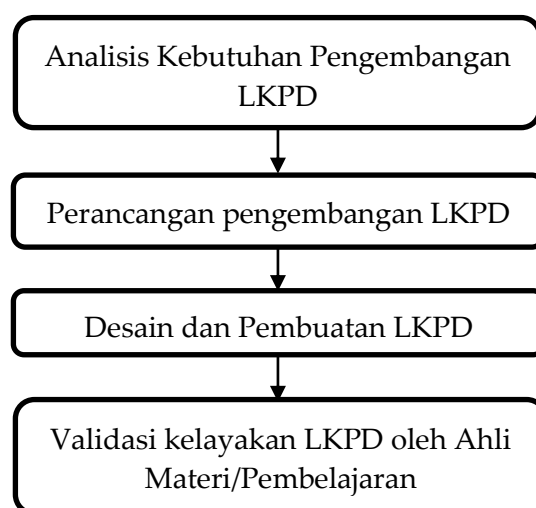 Analisis Kebutuhan Pengembangan
LKPD
Perancangan pengembangan LKPD
Desain dan Pembuatan LKPD
Validasi kelayakan LKPD oleh Ahli
Materi/Pembelajaran